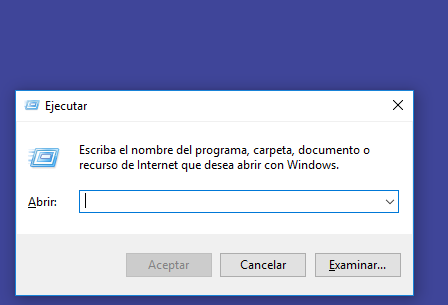 Ejecutar
Escriba el nombre del programa, carpeta, documento o
recurso de Internet que desea abrir con Windows.
Abrir:
Aceptar Cancelar Examinar...